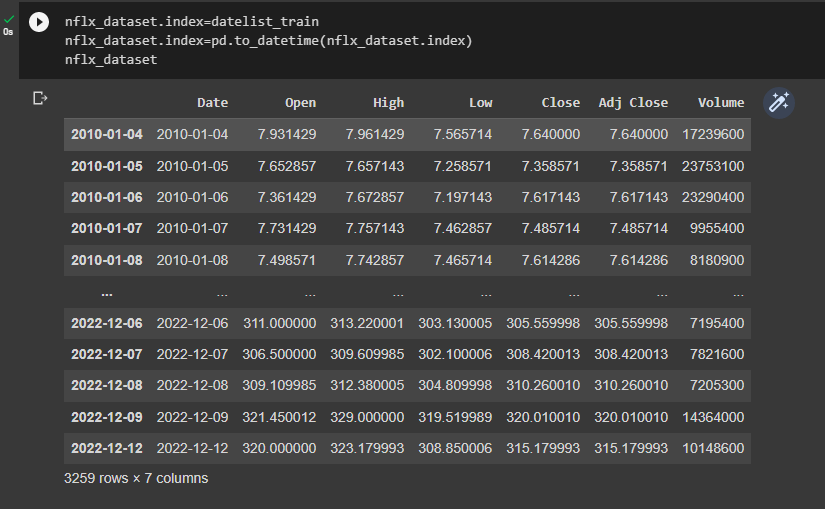 nflx_dataset.index=datelist_train
0s
nflx_dataset.index=pd.to_datetime(nflx_dataset.index)
nflx_dataset
Date Open High Low Close Adj Close Volume
2010-01-04 2010-01-04 7.931429 7.961429 7.565714 7.640000 7.640000 17239600
2010-01-05 2010-01-05 7.652857 7.657143 7.258571 7.358571 7.358571 23753100
2010-01-06 2010-01-06 7.361429 7.672857 7.197143 7.617143 7.617143 23290400
2010-01-07 2010-01-07 7.731429 7.757143 7.462857 7.485714 7.485714 9955400
2010-01-08 2010-01-08 7.498571 7.742857 7.465714 7.614286 7.614286 8180900
... ... ... ... ... ... ... ...
2022-12-06 2022-12-06 311.000000 313.220001 303.130005 305.559998 305.559998 7195400
2022-12-07 2022-12-07 306.500000 309.609985 302.100006 308.420013 308.420013 7821600
2022-12-08 2022-12-08 309.109985 312.380005 304.809998 310.260010 310.260010 7205300
2022-12-09 2022-12-09 321.450012 329.000000 319.519989 320.010010 320.010010 14364000
2022-12-12 2022-12-12 320.000000 323.179993 308.850006 315.179993 315.179993 10148600
3259 rows × 7 columns